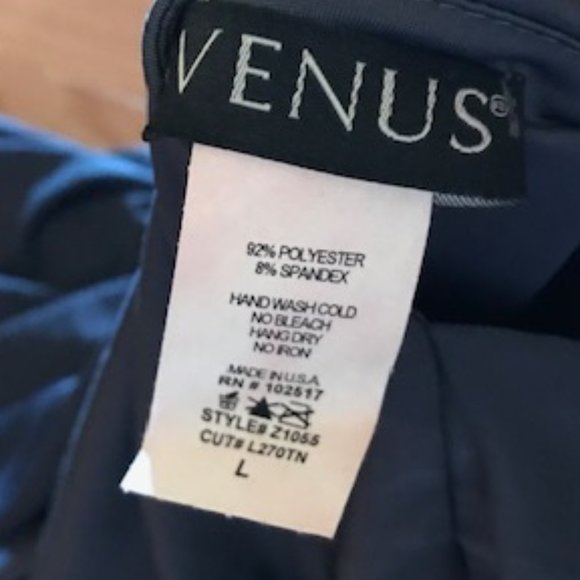 VENUS®
92% POLYESTER
8% SPANDEX
HAND WASH COLD
NO BLEACH
HANG DRY
NO IRON
MADE IN U.S.A.
RN # 102517
STYLE# Z1055
CUT# L270TN
L